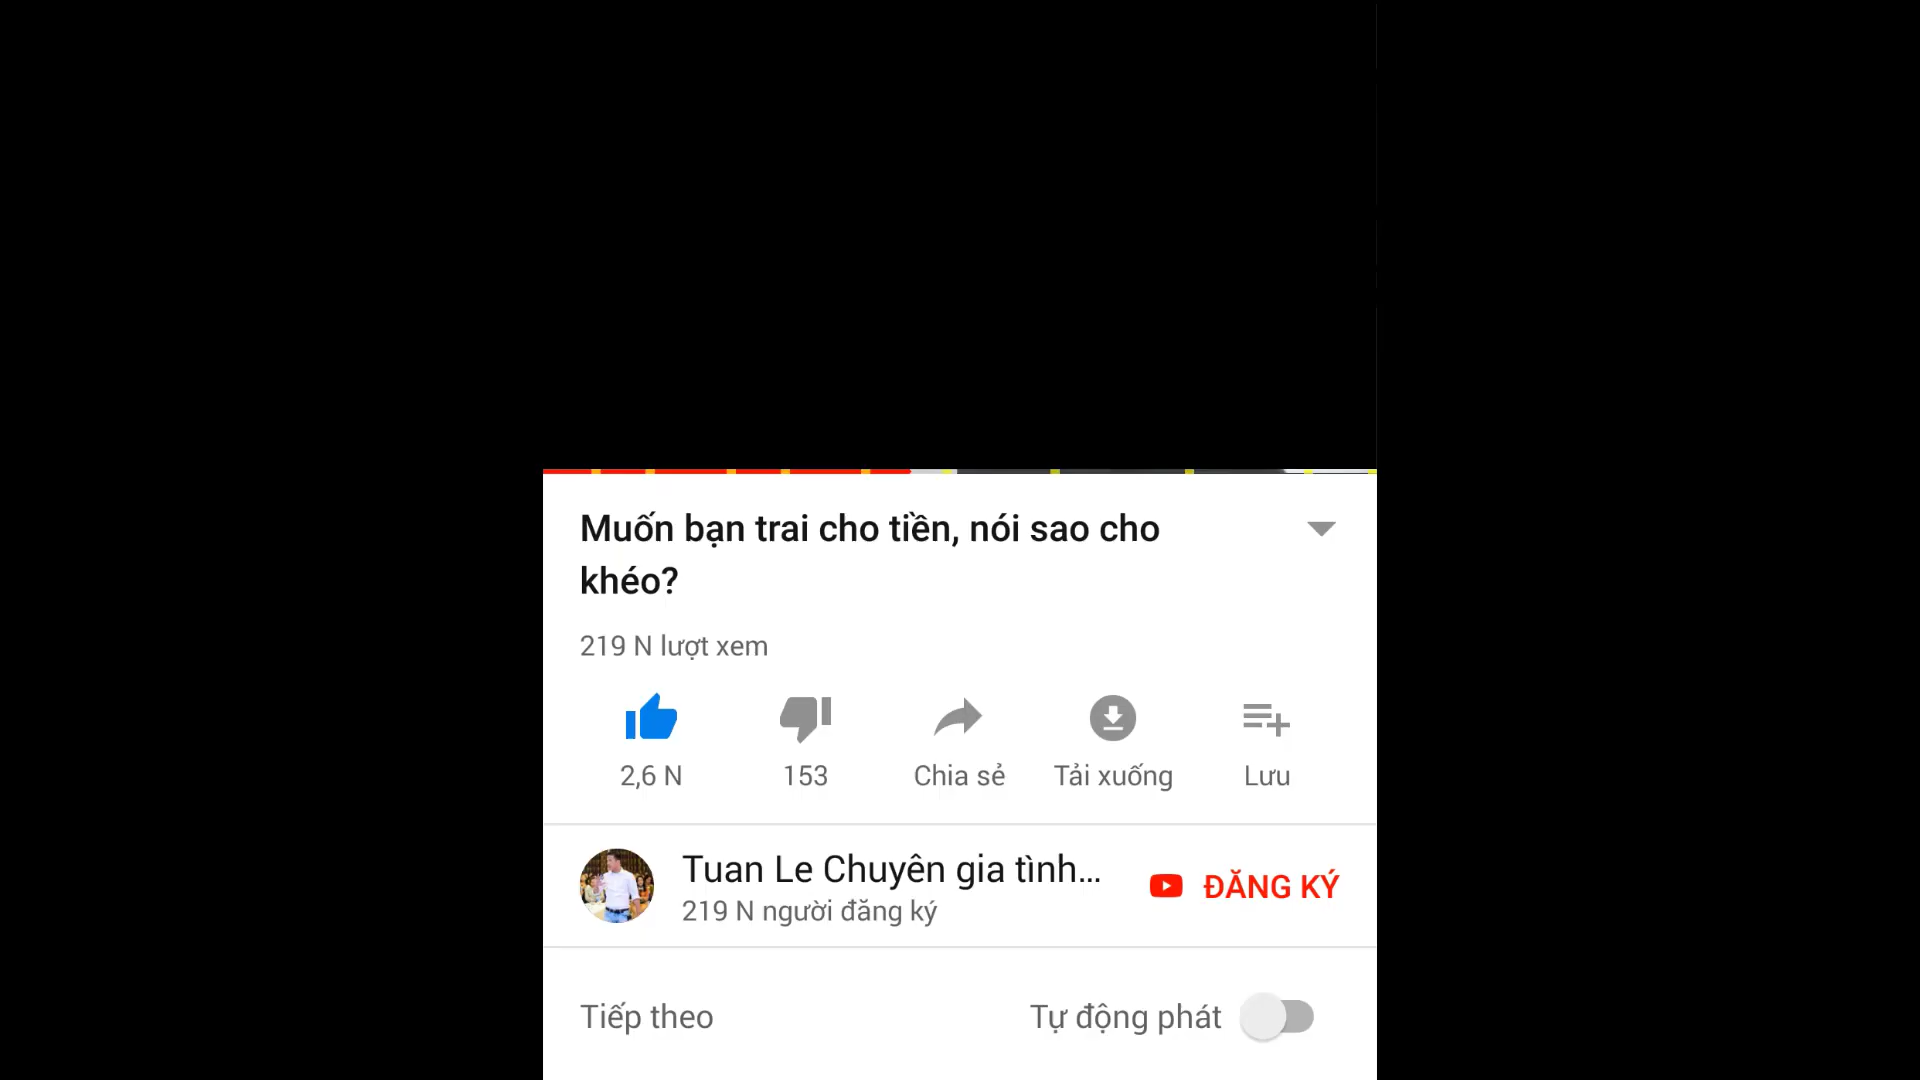 Muốn bạn trai cho tiền, nói sao cho
khéo?
219 N lượt xem
2,6 N
153
Chia sẻ
Tải xuống
Lưu
Tuan Le Chuyên gia tình...
219 N người đăng ký
ĐĂNG KÝ
Tiếp theo
Tự động phát